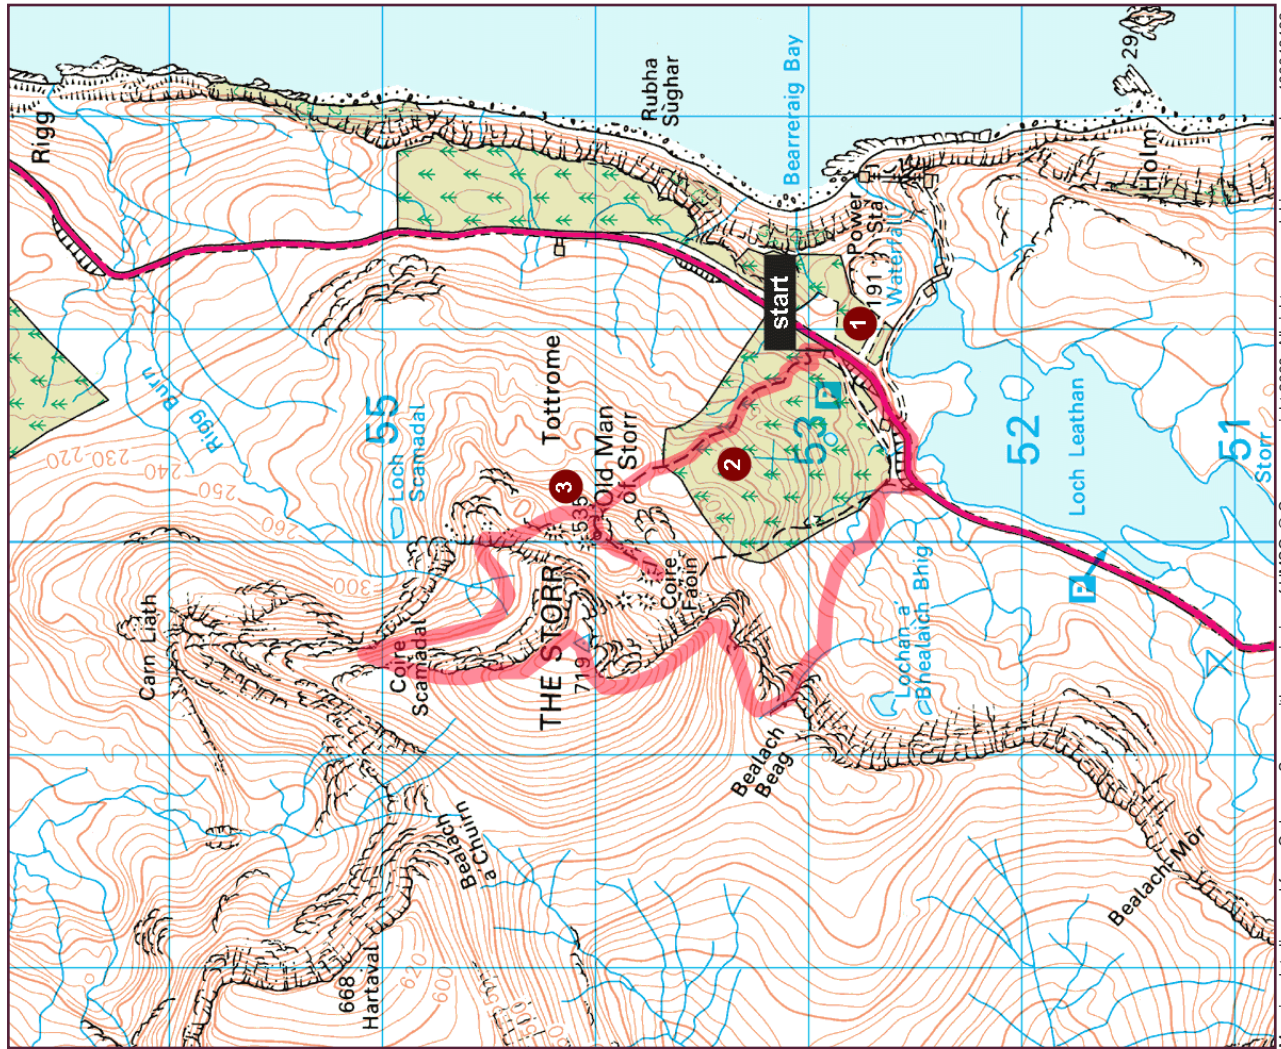 Rigg
230-220
240
250
260
300
Rigg Burn
Carn Liath
668
Hartaval
620
600
Loch
Scamadal
55
Coire
Scamadal
Bealach
a'Chuirn
500
Tottrome
THE STORR
719
3
535
Old Man
of Storr
Rubha
Sùghar
Coire
Faoin
2
start
Bearreraig Bay
Bealach
Beag
53
P
1
191
Power
Sta
Waterfall
Lochan a'
Bhealaich Bhig
52
Loch Leathan
P
29
Holm
Bealach Mòr
51
Storr